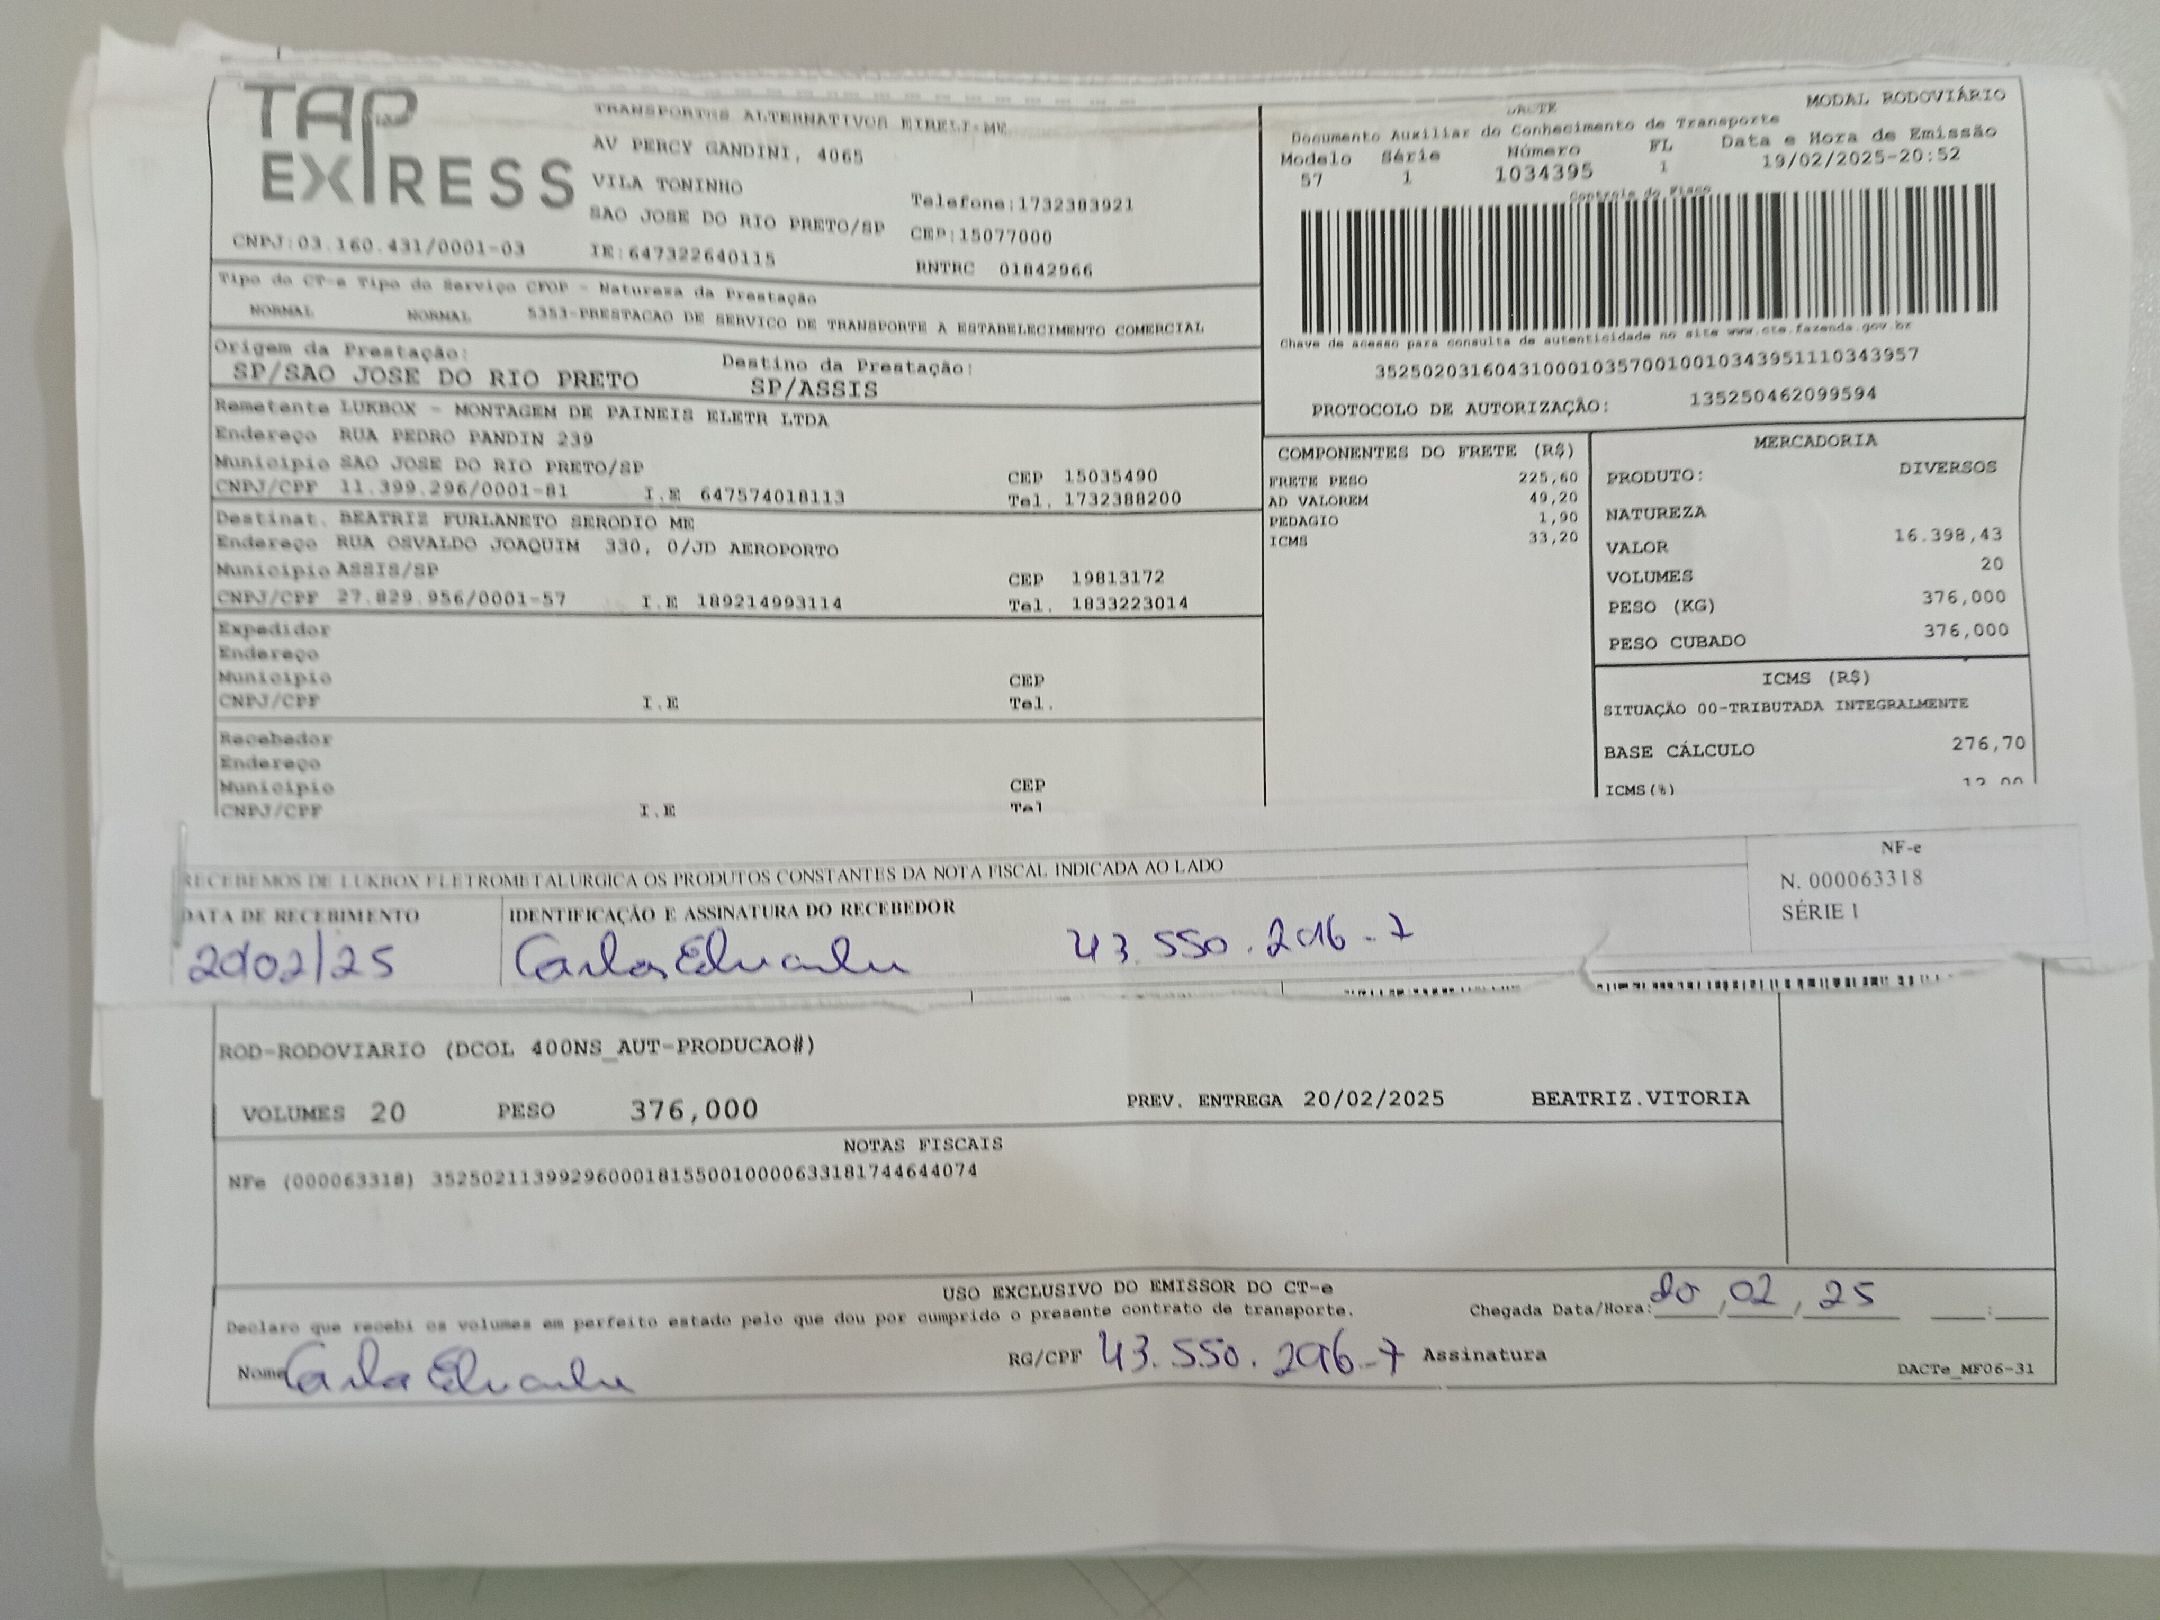 TAP EXPRESS
TRANSPORTES ALTERNATIVOS EIRELI-ME
AV PERCY GANDINI, 4065
VILA TONINHO
SAO JOSE DO RIO PRETO/SP
Telefone:1732383921
CEP:15077000
CNPJ:03.160.431/0001-03
IE:647322640115
RNTRC 01842966
DACTE
MODAL RODOVIÁRIO
Documento Auxiliar do Conhecimento de Transporte
Modelo Série Número FL Data e Hora de Emissão
57 1 1034395 1 19/02/2025-20:52
Controle do Fisco
Chave de acesso para consulta de autenticidade no site www.cte.fazenda.gov.br
35250203160431000103570010010343951110343957
PROTOCOLO DE AUTORIZAÇÃO: 135250462099594
Tipo do CT-e Tipo do Serviço CFOP - Natureza da Prestação
NORMAL NORMAL 5353-PRESTACAO DE SERVICO DE TRANSPORTE A ESTABELECIMENTO COMERCIAL
Origem da Prestação: Destino da Prestação:
SP/SAO JOSE DO RIO PRETO SP/ASSIS
Remetente LUKBOX - MONTAGEM DE PAINEIS ELETR LTDA
Endereço RUA PEDRO PANDIN 239
Município SAO JOSE DO RIO PRETO/SP CEP 15035490
CNPJ/CPF 11.399.296/0001-81 I.E 647574018113 Tel. 1732388200
Destinat. BEATRIZ FURLANETO SERODIO ME
Endereço RUA OSVALDO JOAQUIM 330, 0/JD AEROPORTO
Município ASSIS/SP CEP 19813172
CNPJ/CPF 27.829.956/0001-57 I.E 189214993114 Tel. 1833223014
Expedidor
Endereço
Município CEP
CNPJ/CPF I.E Tel.
Recebedor
Endereço
Município CEP
CNPJ/CPF I.E Tel
COMPONENTES DO FRETE (R$)
FRETE PESO 225,60
AD VALOREM 49,20
PEDAGIO 1,90
ICMS 33,20
MERCADORIA
PRODUTO: DIVERSOS
NATUREZA
VALOR 16.398,43
VOLUMES 20
PESO (KG) 376,000
PESO CUBADO 376,000
ICMS (R$)
SITUAÇÃO 00-TRIBUTADA INTEGRALMENTE
BASE CÁLCULO 276,70
ICMS(%) 12,00
RECEBEMOS DE LUKBOX ELETROMETALURGICA OS PRODUTOS CONSTANTES DA NOTA FISCAL INDICADA AO LADO
NF-e
N. 000063318
SÉRIE 1
DATA DE RECEBIMENTO IDENTIFICAÇÃO E ASSINATURA DO RECEBEDOR
20/02/25 Carlos Eduardo 43.550.296-7
ROD-RODOVIARIO (DCOL 400NS_AUT-PRODUCAO#)
VOLUMES 20 PESO 376,000 PREV. ENTREGA 20/02/2025 BEATRIZ.VITORIA
NOTAS FISCAIS
NFe (000063318) 35250211399296000181550010000633181744644074
USO EXCLUSIVO DO EMISSOR DO CT-e
Declaro que recebi os volumes em perfeito estado pelo que dou por cumprido o presente contrato de transporte. Chegada Data/Hora: 20,02,25 :
Nome Carlos Eduardo RG/CPF 43.550.296-7 Assinatura
DACTe_MF06-31